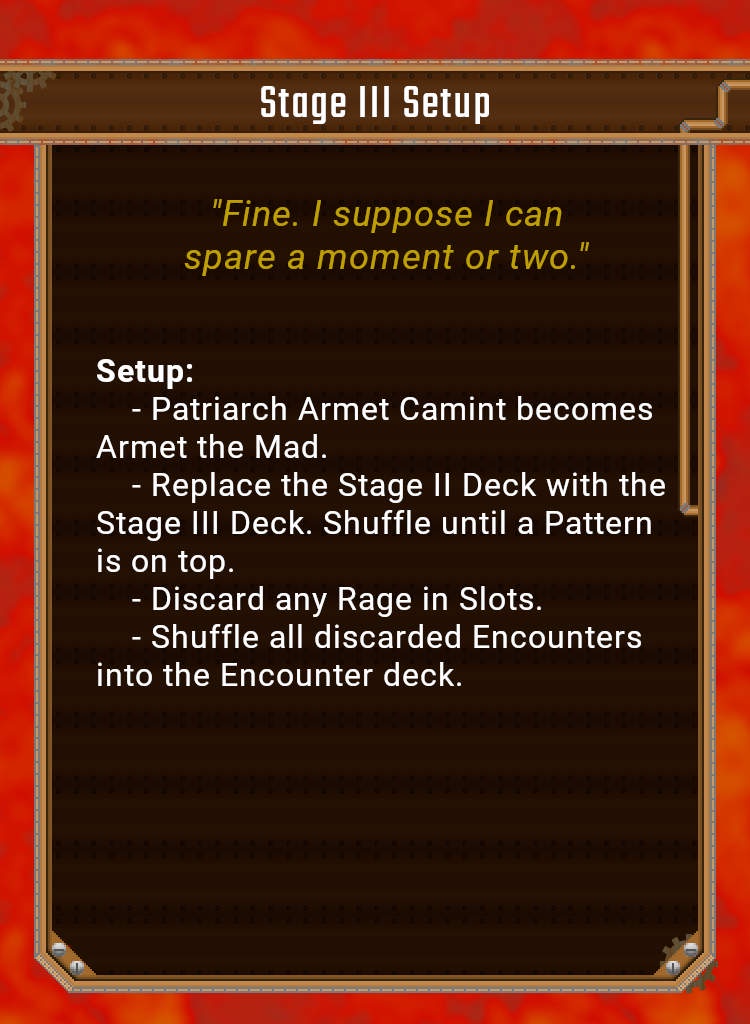 Stage III Setup
"Fine. I suppose I can
spare a moment or two."
Setup:
- Patriarch Armet Camint becomes
Armet the Mad.
- Replace the Stage II Deck with the
Stage III Deck. Shuffle until a Pattern
is on top.
- Discard any Rage in Slots.
- Shuffle all discarded Encounters
into the Encounter deck.